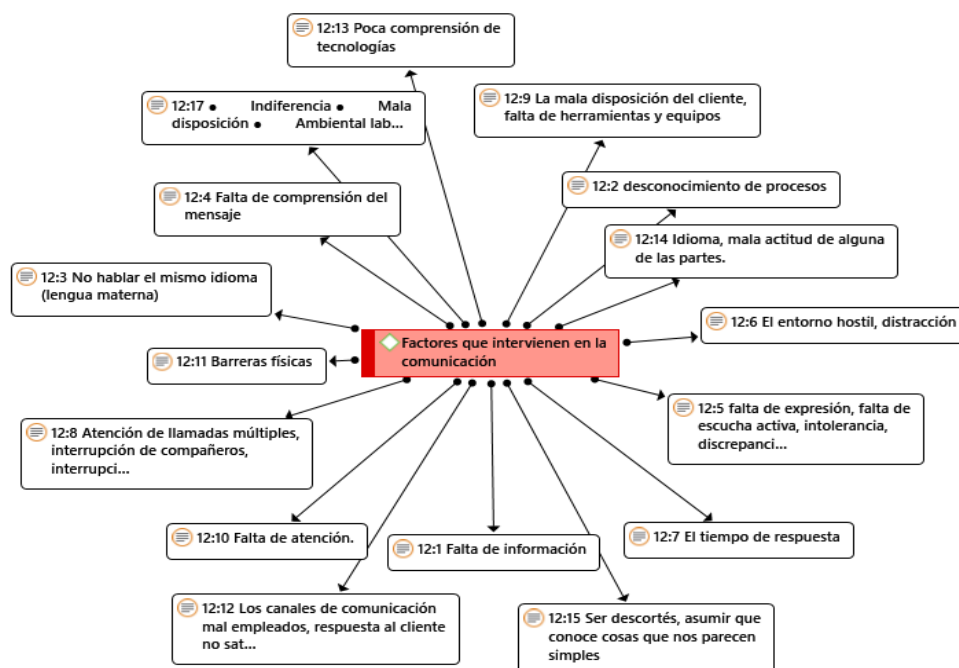 12:13 Poca comprensión de
tecnologías
12:17 ● Indiferencia ● Mala
disposición ● Ambiental lab...
12:9 La mala disposición del cliente,
falta de herramientas y equipos
12:4 Falta de comprensión del
mensaje
12:2 desconocimiento de procesos
12:14 Idioma, mala actitud de alguna
de las partes.
12:3 No hablar el mismo idioma
(lengua materna)
12:6 El entorno hostil, distracción
Factores que intervienen en la
comunicación
12:11 Barreras físicas
12:8 Atención de llamadas múltiples,
interrupción de compañeros,
interrupci...
12:5 falta de expresión, falta de
escucha activa, intolerancia,
discrepanci...
12:10 Falta de atención.
12:1 Falta de información
12:7 El tiempo de respuesta
12:12 Los canales de comunicación
mal empleados, respuesta al cliente
no sat...
12:15 Ser descortés, asumir que
conoce cosas que nos parecen
simples